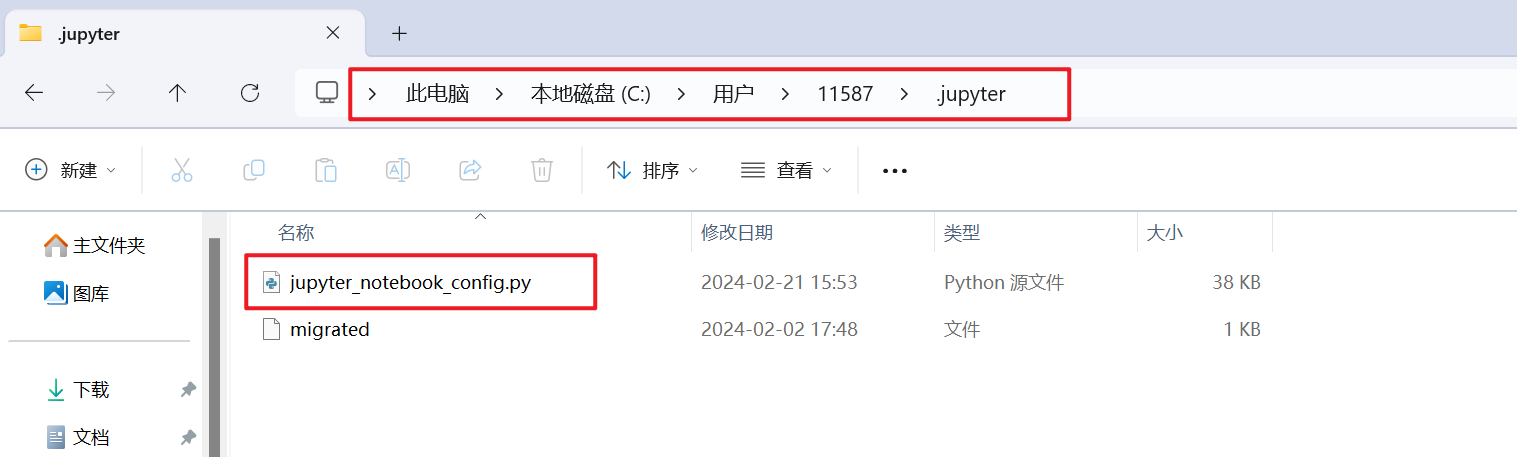 .jupyter
此电脑 本地磁盘 (C:) 用户 11587 .jupyter
新建 排序 查看
名称 修改日期 类型 大小
主文件夹
图库
下载
文档
jupyter_notebook_config.py 2024-02-21 15:53 Python 源文件 38 KB
migrated 2024-02-02 17:48 文件 1 KB